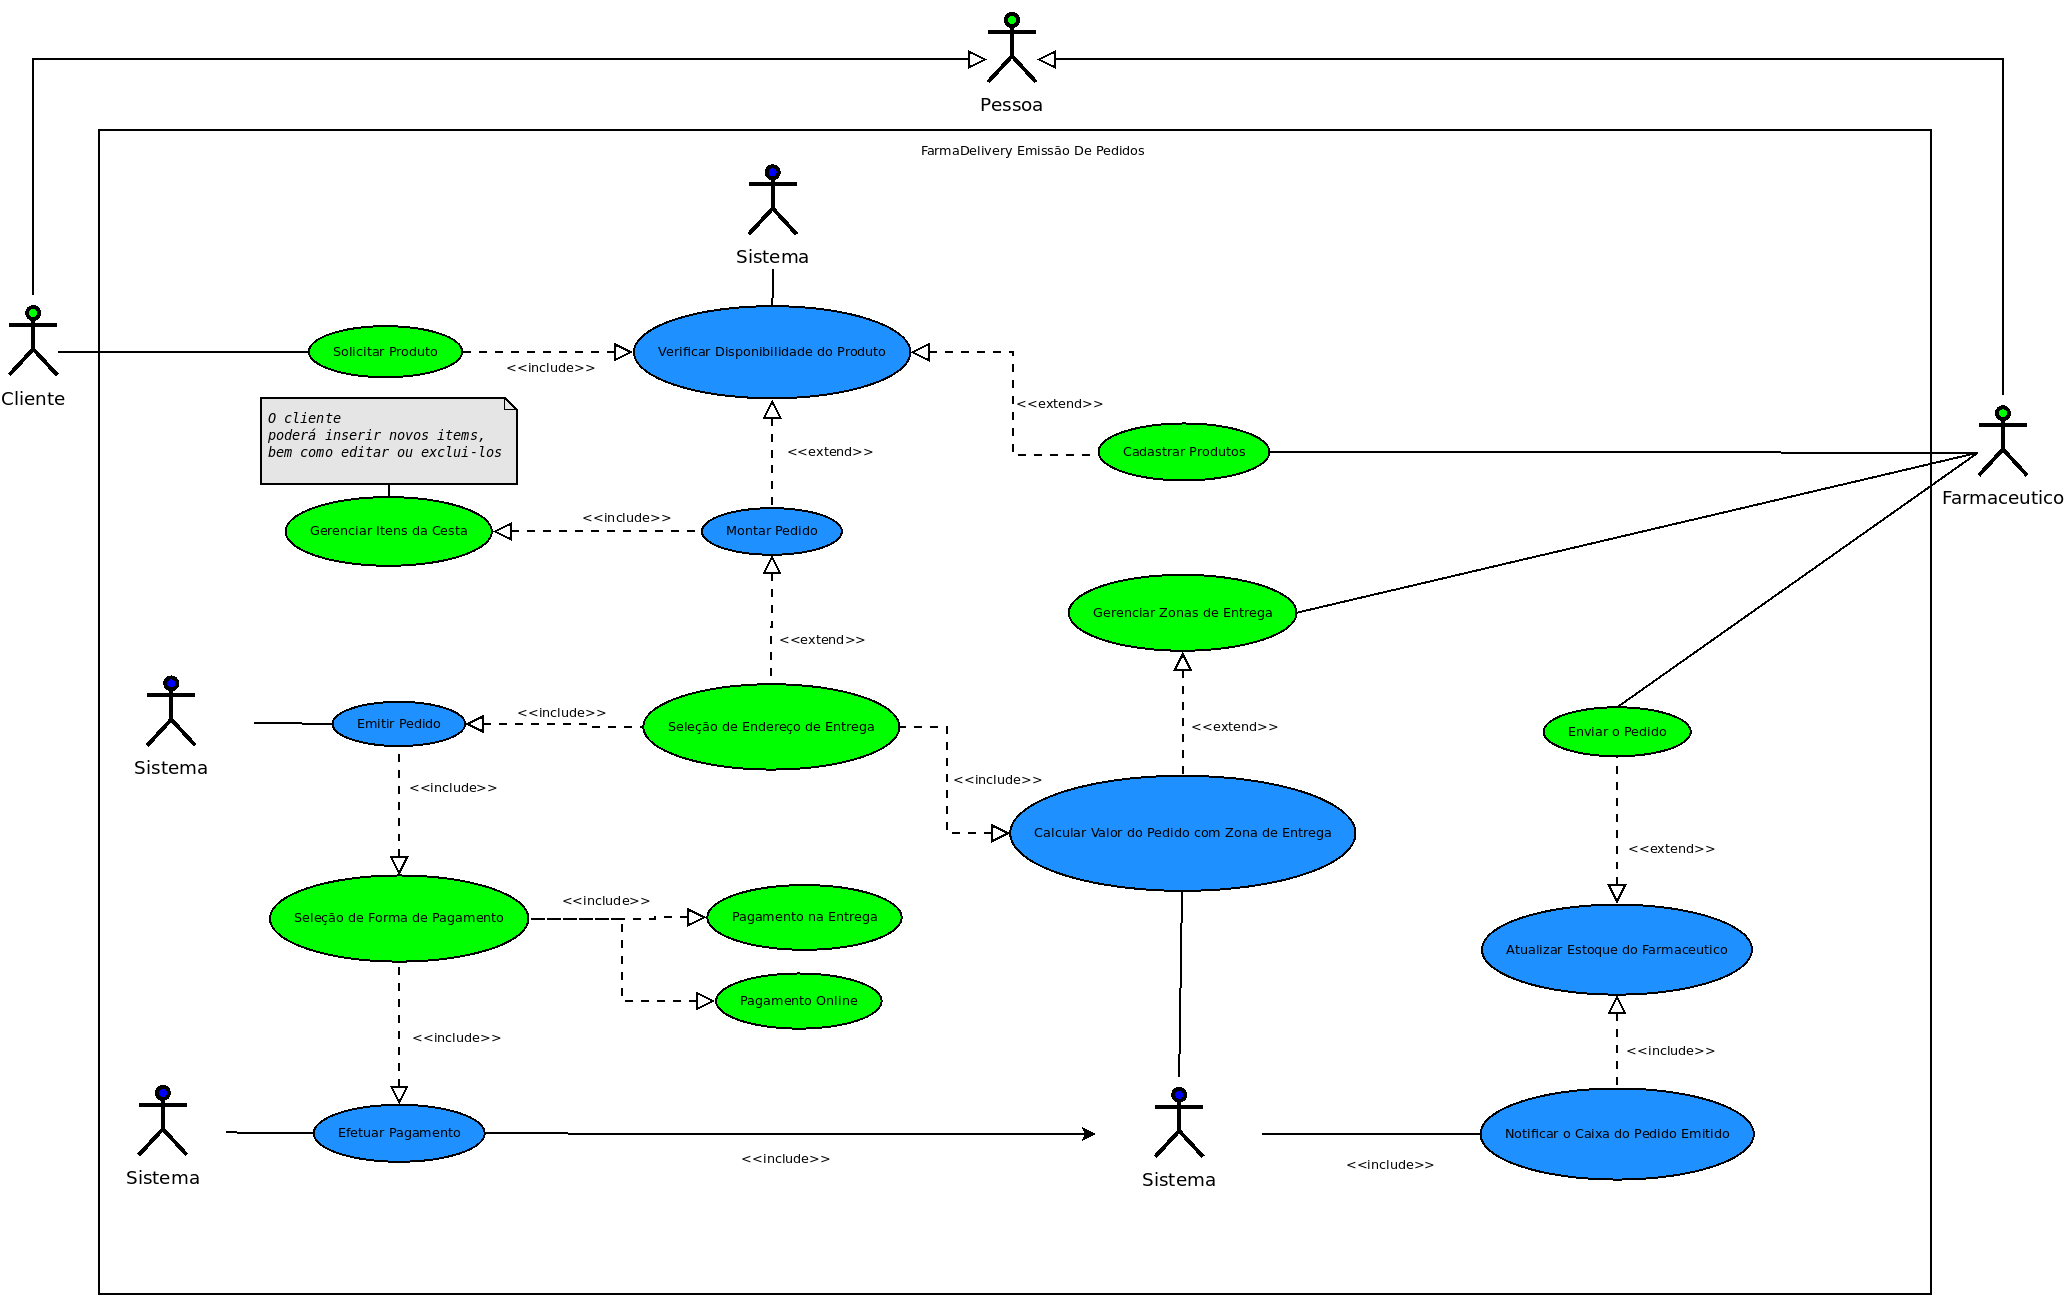 Pessoa
FarmaDelivery Emissão De Pedidos
Sistema
Cliente
Solicitar Produto
<<include>>
Verificar Disponibilidade do Produto
<<extend>>
O cliente
poderá inserir novos items,
bem como editar ou exclui-los
<<extend>>
Cadastrar Produtos
Farmaceutico
Gerenciar Itens da Cesta
<<include>>
Montar Pedido
<<extend>>
Gerenciar Zonas de Entrega
Sistema
Emitir Pedido
<<include>>
Seleção de Endereço de Entrega
<<extend>>
Enviar o Pedido
<<include>>
<<include>>
Calcular Valor do Pedido com Zona de Entrega
<<extend>>
Seleção de Forma de Pagamento
<<include>>
Pagamento na Entrega
Atualizar Estoque do Farmaceutico
Pagamento Online
<<include>>
<<include>>
Sistema
Efetuar Pagamento
<<include>>
Sistema
<<include>>
Notificar o Caixa do Pedido Emitido